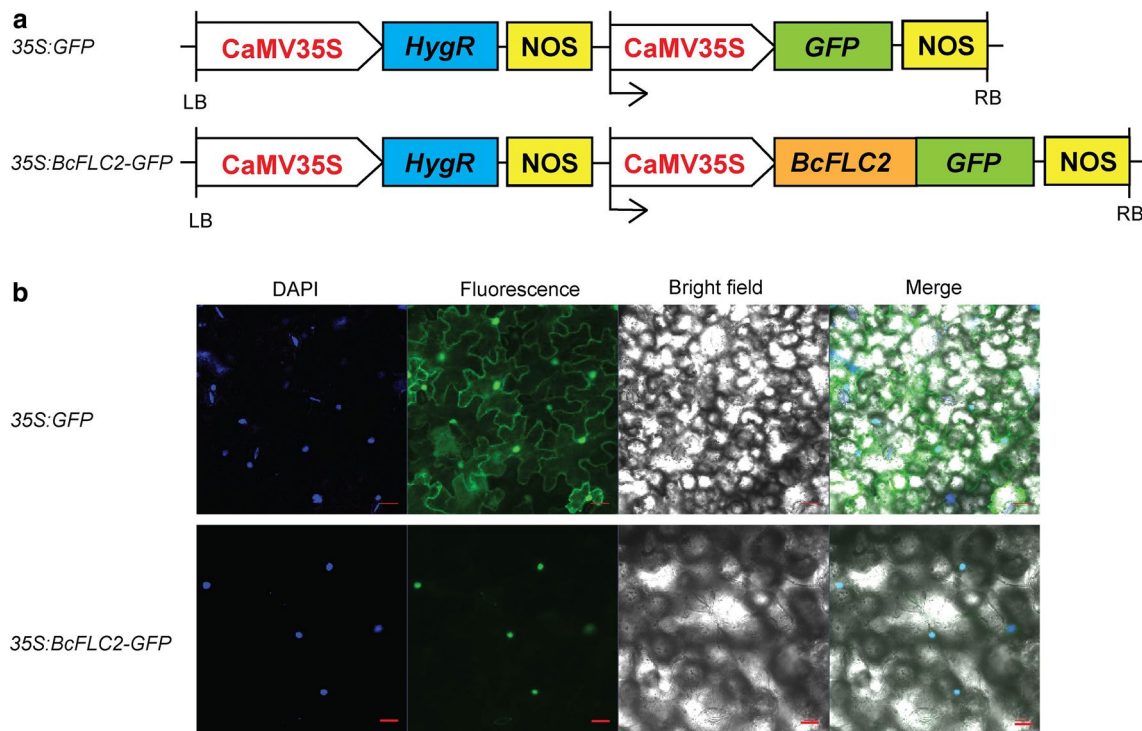 a
35S:GFP
CaMV35S HygR NOS CaMV35S GFP NOS
LB RB
35S:BcFLC2-GFP
CaMV35S HygR NOS CaMV35S BcFLC2 GFP NOS
LB RB
b
DAPI Fluorescence Bright field Merge
35S:GFP
35S:BcFLC2-GFP